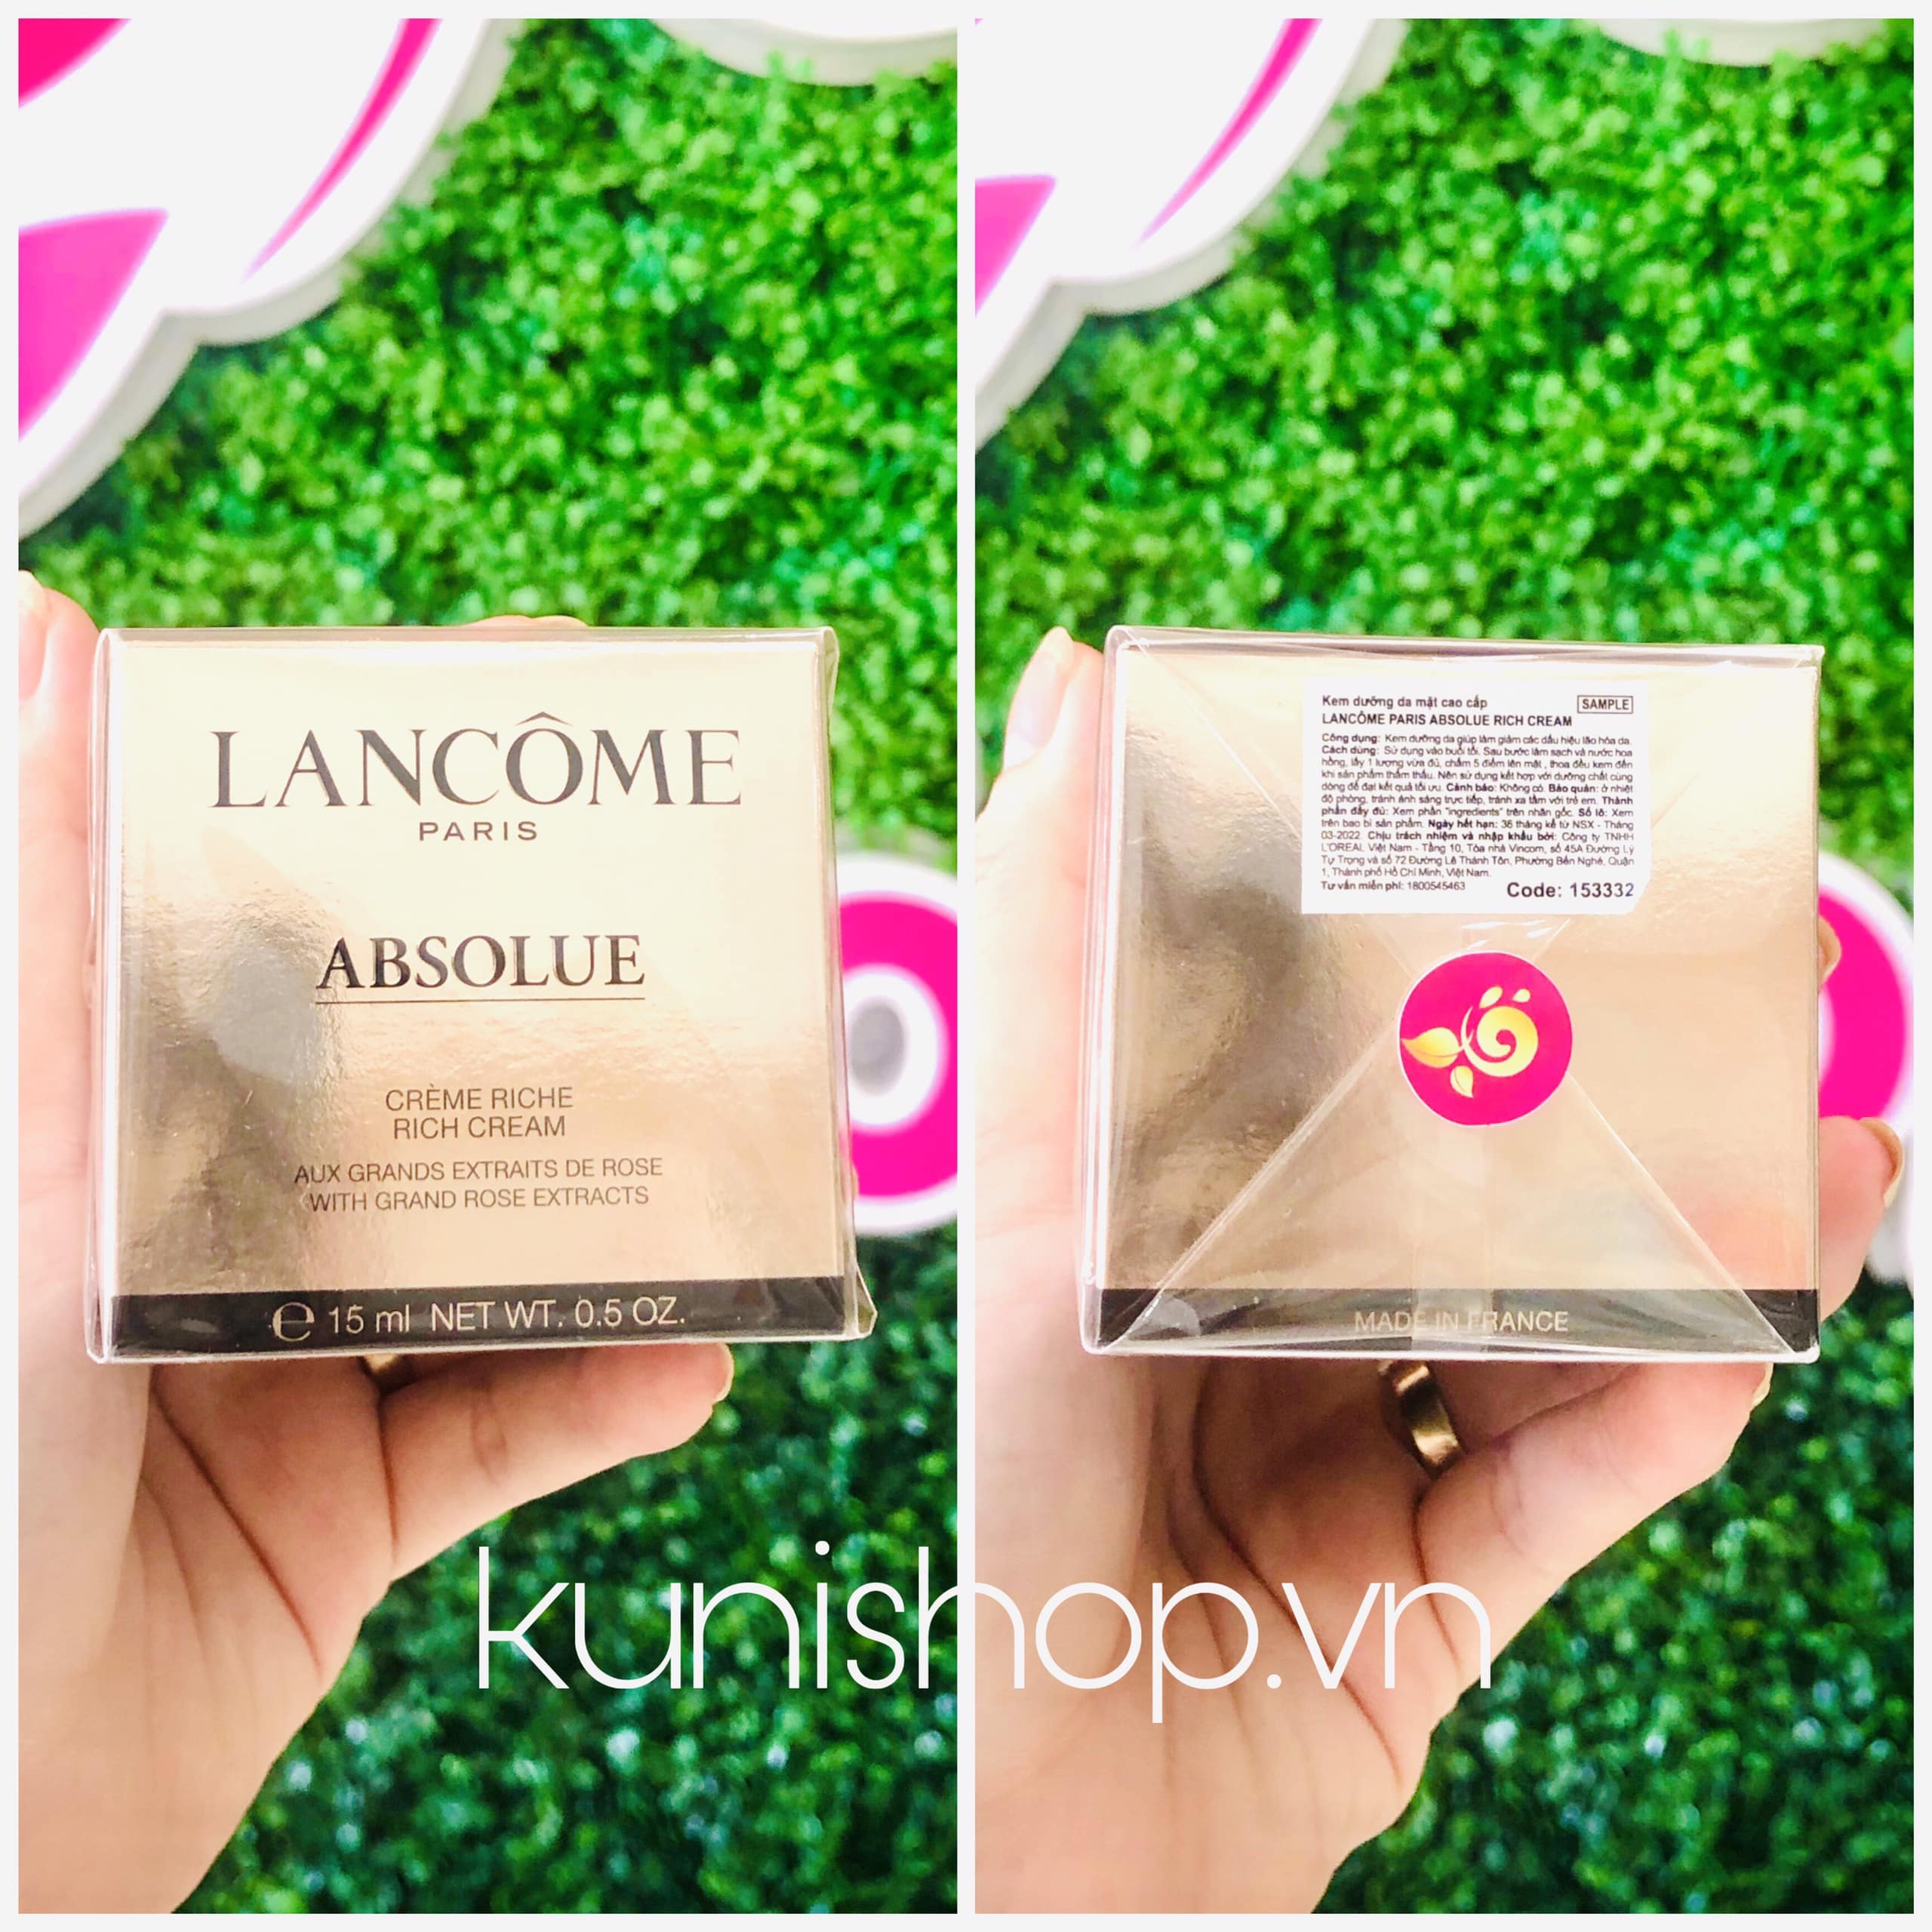 LANCÔME
PARIS
ABSOLUE
CRÈME RICHE
RICH CREAM
AUX GRANDS EXTRAITS DE ROSE
WITH GRAND ROSE EXTRACTS
℮ 15 ml NET WT. 0.5 OZ.
Kem dưỡng da mặt cao cấp SAMPLE
LANCÔME PARIS ABSOLUE RICH CREAM
Công dụng: Kem dưỡng da giúp làm giảm các dấu hiệu lão hóa da.
Cách dùng: Sử dụng vào buổi tối. Sau bước làm sạch và nước hoa
hồng, lấy 1 lượng vừa đủ, chấm 5 điểm lên mặt , thoa đều kem đến
khi sản phẩm thẩm thấu. Nên sử dụng kết hợp với dưỡng chất cùng
dòng để đạt kết quả tối ưu. Cảnh báo: Không có. Bảo quản: ở nhiệt
độ phòng, tránh ánh sáng trực tiếp, tránh xa tầm với trẻ em. Thành
phần đầy đủ: Xem phần "ingredients" trên nhãn gốc. Số lô: Xem
trên bao bì sản phẩm. Ngày hết hạn: 36 tháng kể từ NSX - Tháng
03-2022. Chịu trách nhiệm và nhập khẩu bởi: Công ty TNHH
L'OREAL Việt Nam - Tầng 10, Tòa nhà Vincom, số 45A Đường Lý
Tự Trọng và số 72 Đường Lê Thánh Tôn, Phường Bến Nghé, Quận
1, Thành phố Hồ Chí Minh, Việt Nam.
Tư vấn miễn phí: 1800545463 Code: 153332
MADE IN FRANCE
kunishop.vn